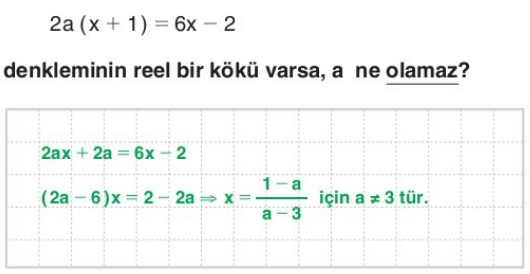 2a (x + 1) = 6x − 2
denkleminin reel bir kökü varsa, a ne olamaz?
2ax + 2a = 6x − 2
(2a − 6)x = − 2 − 2a ⇒ x = \frac{1 − a}{a − 3} için a ≠ 3 tür.